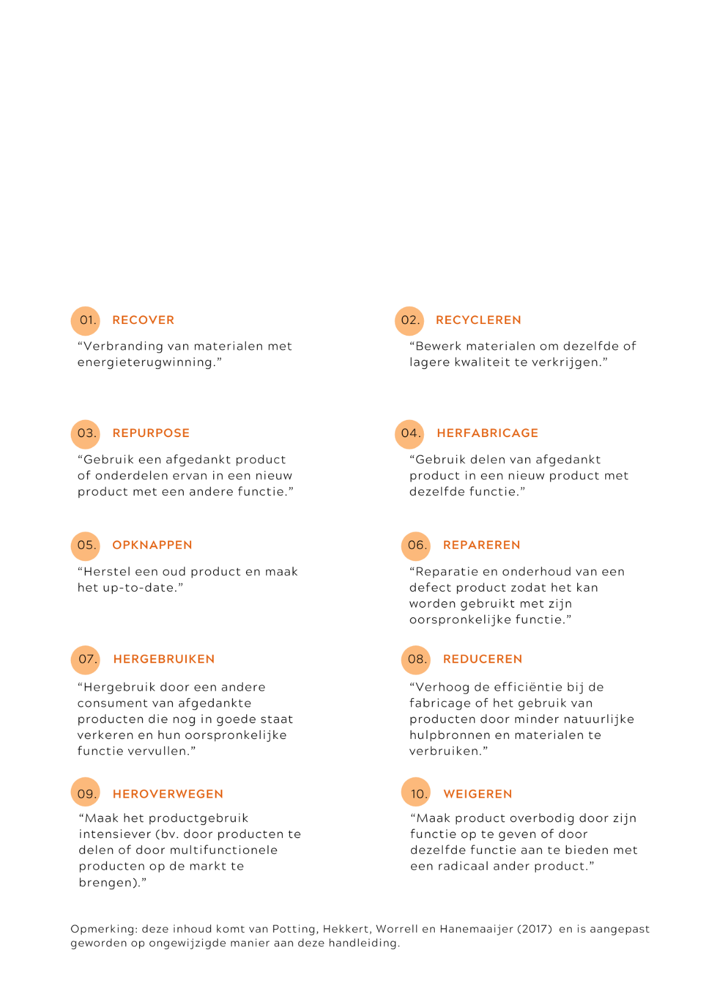 01. RECOVER
“Verbranding van materialen met
energieterugwinning.”
02. RECYCLEREN
“Bewerk materialen om dezelfde of
lagere kwaliteit te verkrijgen.”
03. REPURPOSE
“Gebruik een afgedankt product
of onderdelen ervan in een nieuw
product met een andere functie.”
04. HERFABRICAGE
“Gebruik delen van afgedankt
product in een nieuw product met
dezelfde functie.”
05. OPKNAPPEN
“Herstel een oud product en maak
het up-to-date.”
06. REPAREREN
“Reparatie en onderhoud van een
defect product zodat het kan
worden gebruikt met zijn
oorspronkelijke functie.”
07. HERGEBRUIKEN
“Hergebruik door een andere
consument van afgedankte
producten die nog in goede staat
verkeren en hun oorspronkelijke
functie vervullen.”
08. REDUCEREN
“Verhoog de efficiëntie bij de
fabricage of het gebruik van
producten door minder natuurlijke
hulpbronnen en materialen te
verbruiken.”
09. HEROVERWEGEN
“Maak het productgebruik
intensiever (bv. door producten te
delen of door multifunctionele
producten op de markt te
brengen).”
10. WEIGEREN
“Maak product overbodig door zijn
functie op te geven of door
dezelfde functie aan te bieden met
een radicaal ander product.”
Opmerking: deze inhoud komt van Potting, Hekkert, Worrell en Hanemaaijer (2017) en is aangepast
geworden op ongewijzigde manier aan deze handleiding.